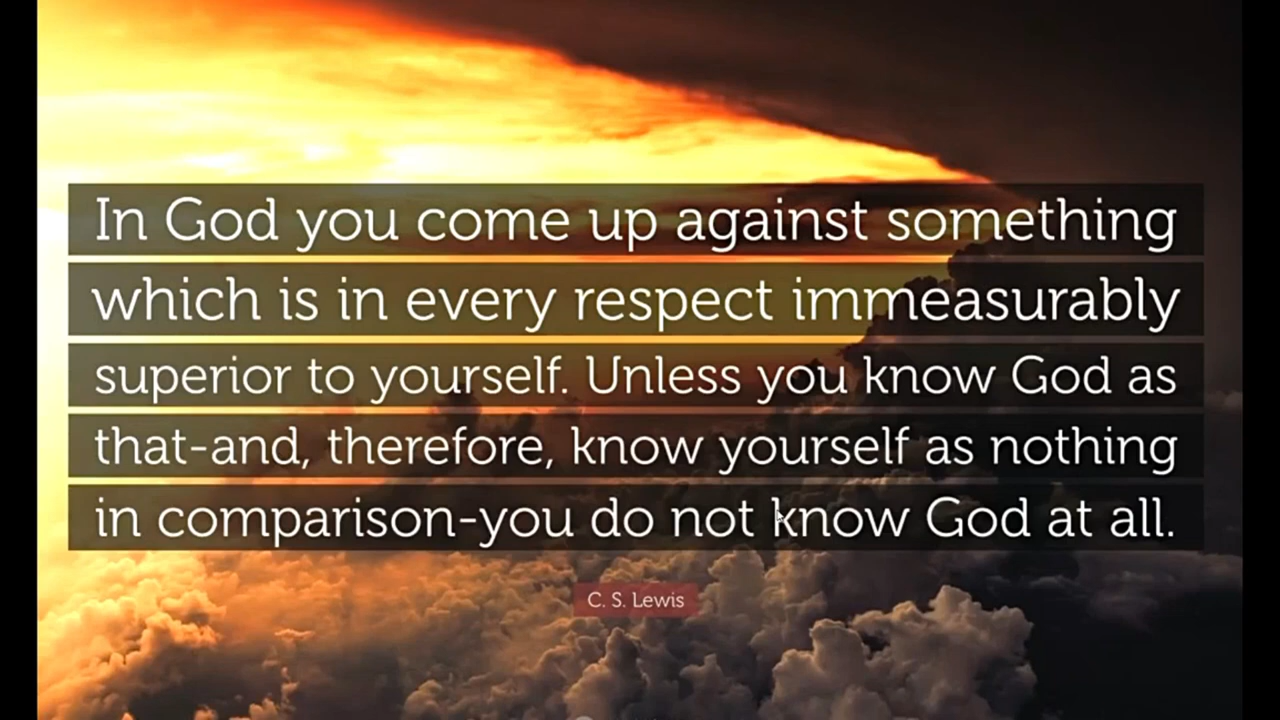 In God you come up against something
which is in every respect immeasurably
superior to yourself. Unless you know God as
that-and, therefore, know yourself as nothing
in comparison-you do not know God at all.
C. S. Lewis